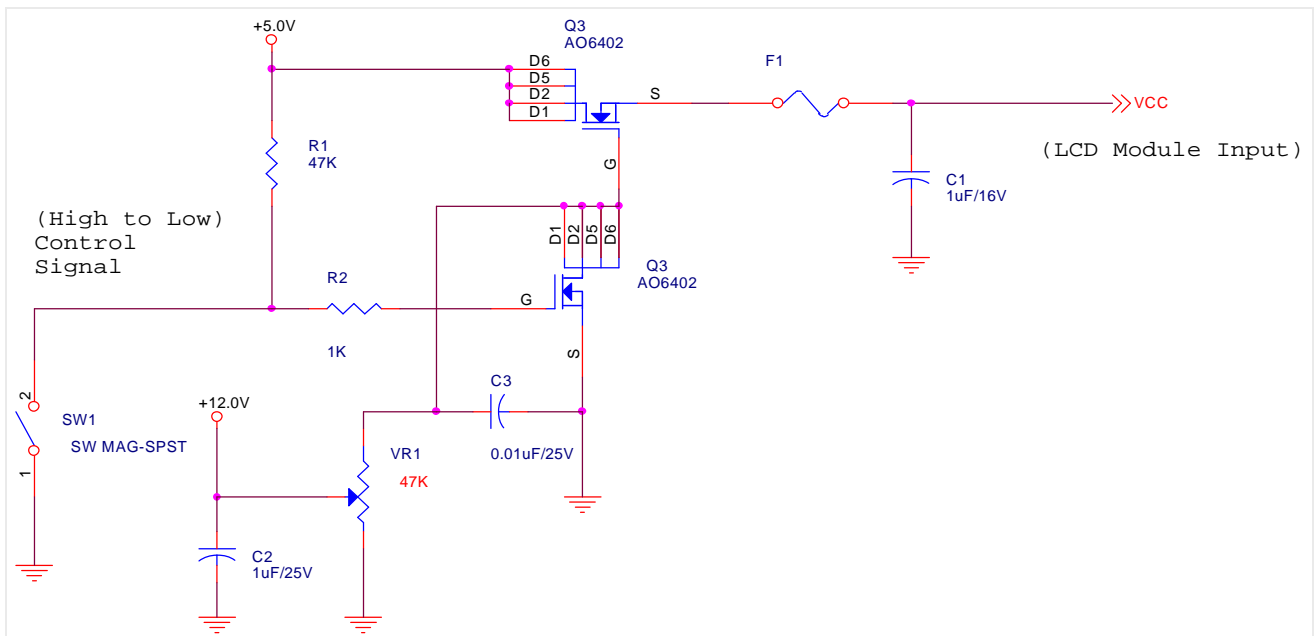 +5.0V
Q3
AO6402
D6
D5
D2
D1
S
G
F1
VCC
(LCD Module Input)
R1
47K
C1
1uF/16V
(High to Low)
Control
Signal
D1
D2
D5
D6
Q3
AO6402
R2
1K
G
S
2
1
SW1
SW MAG-SPST
+12.0V
C3
0.01uF/25V
VR1
47K
C2
1uF/25V